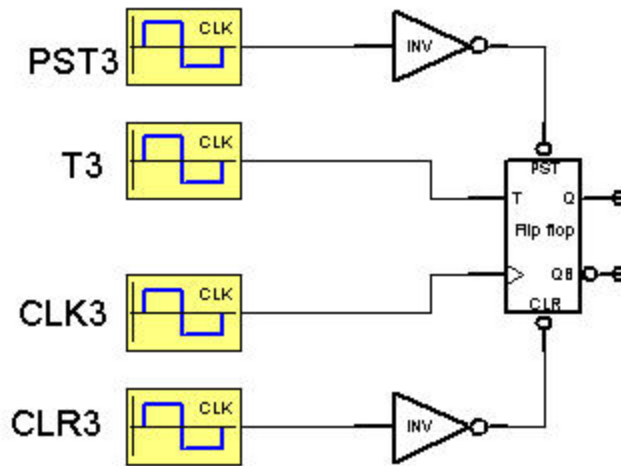 PST3
CLK
INV
T3
CLK
PST
T
Q
Flip flop
CLK3
CLK
QB
CLR
CLR3
CLK
INV